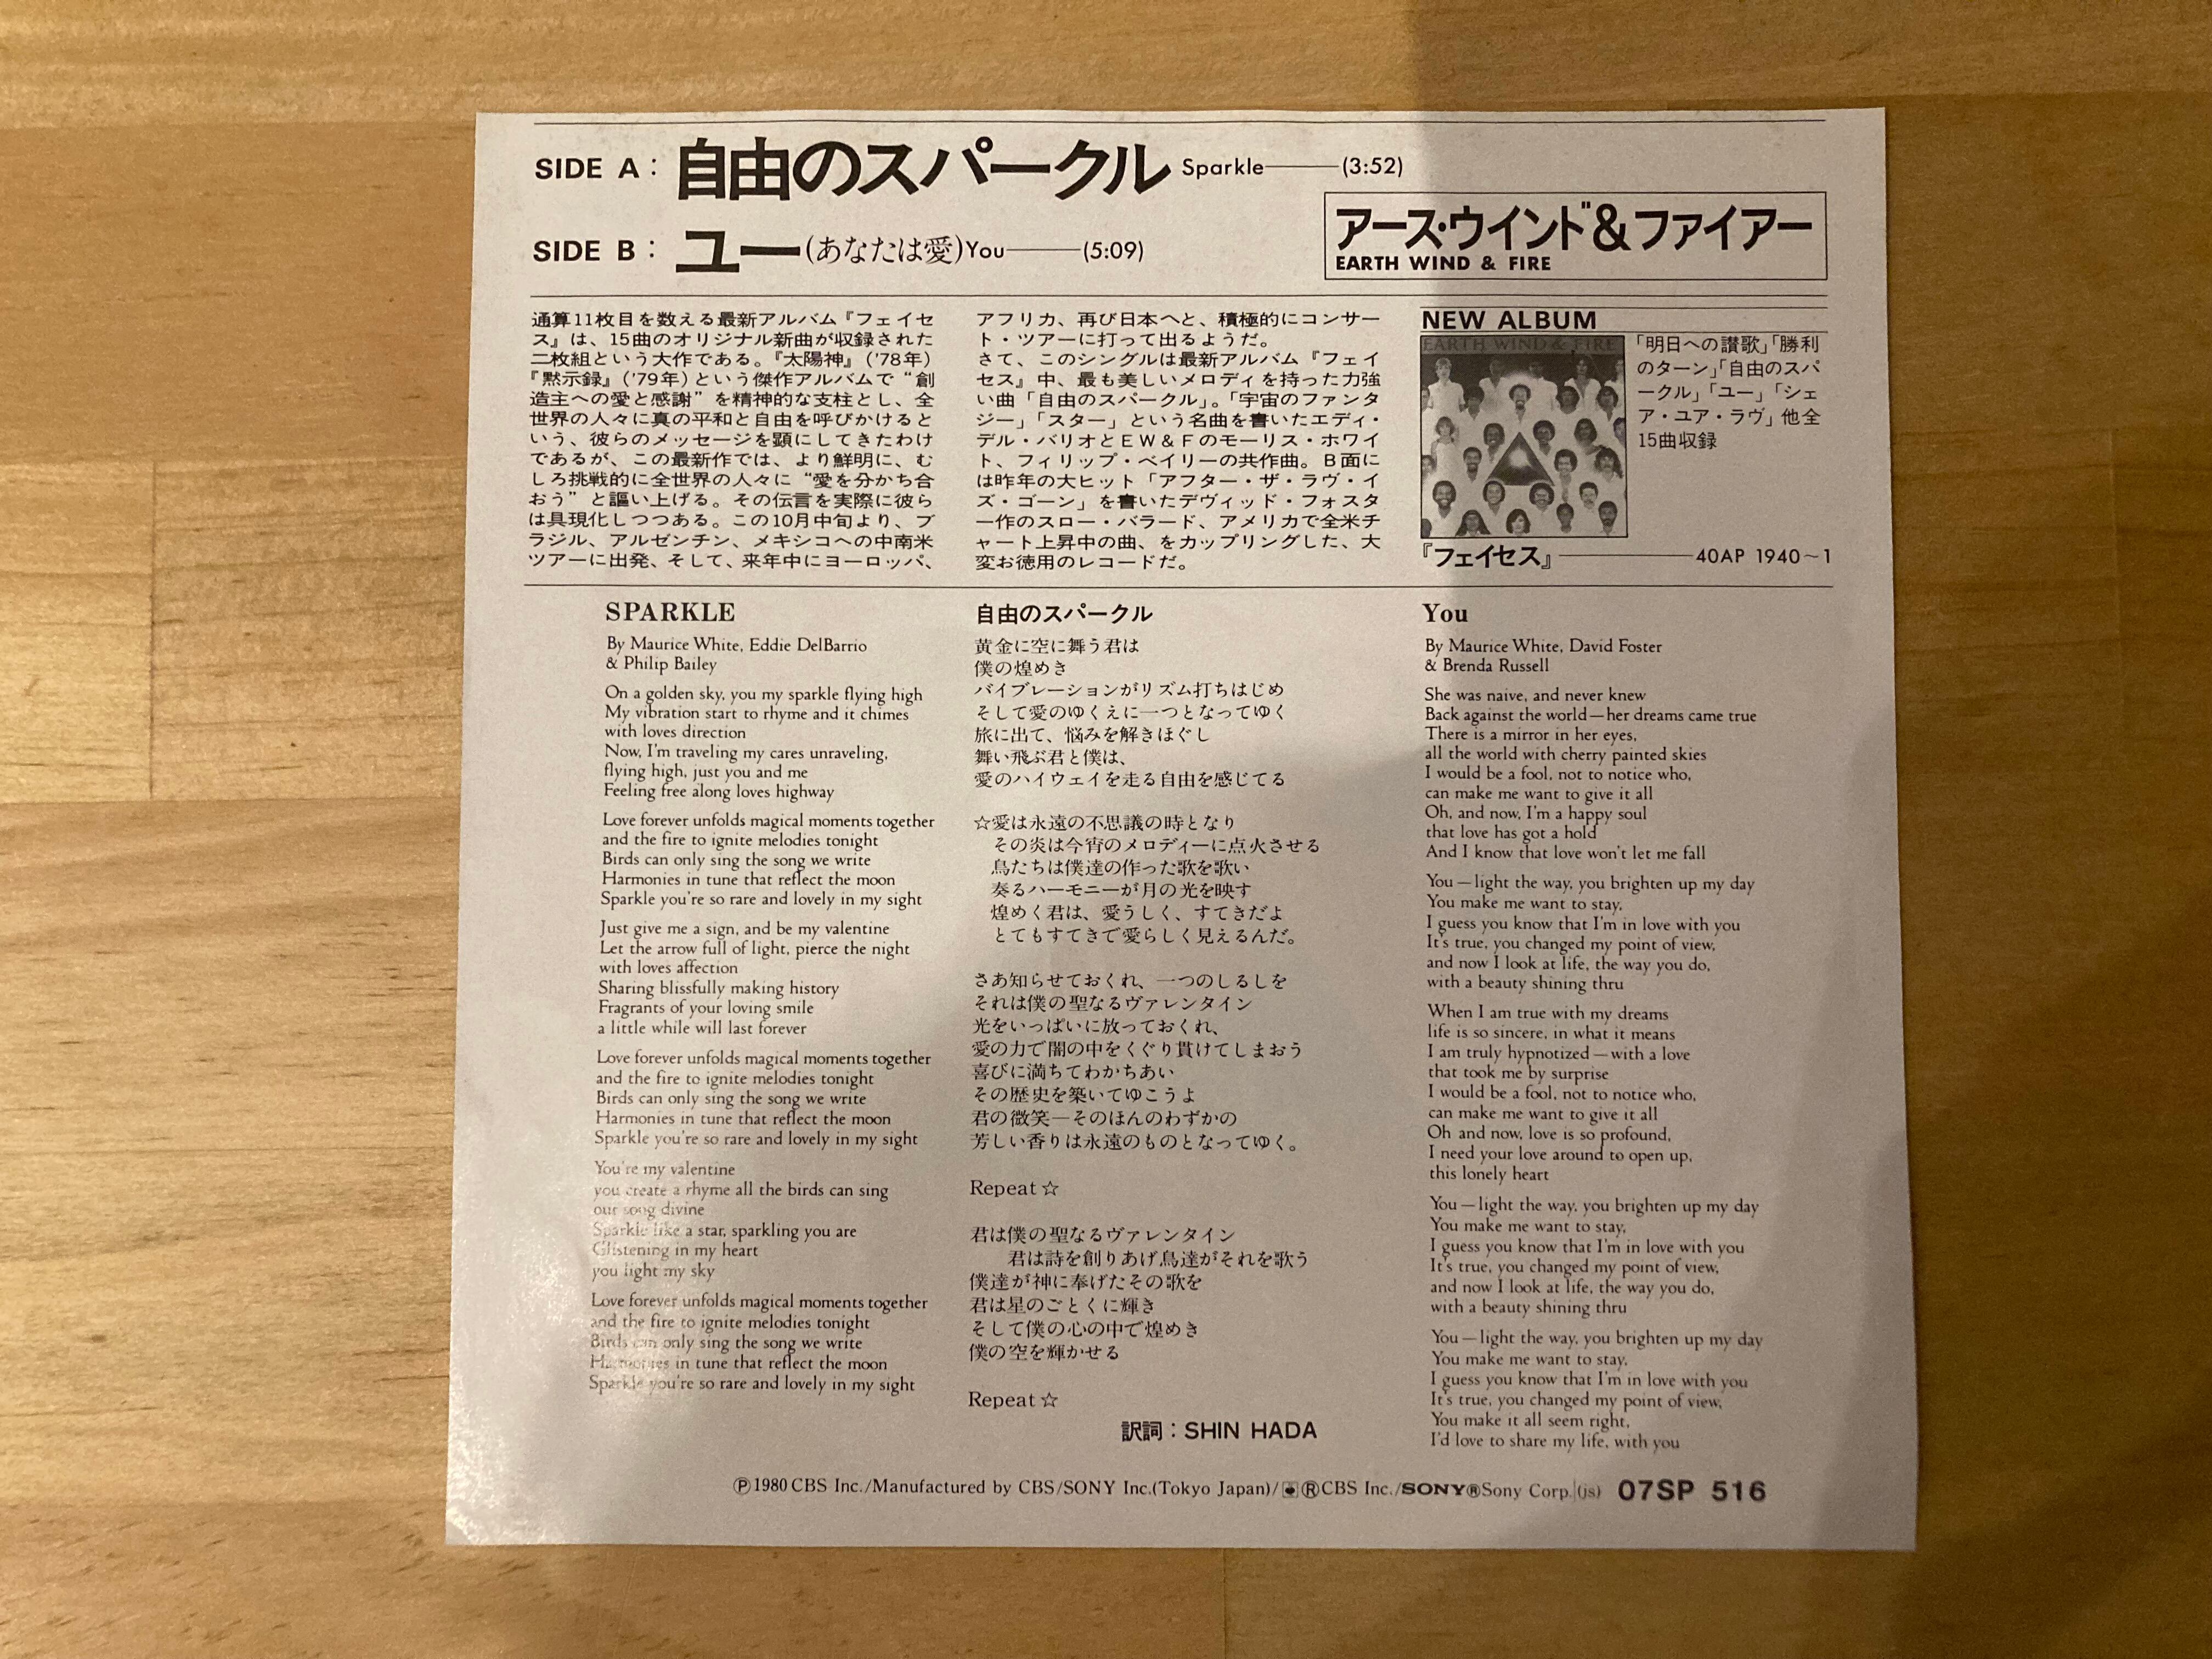 SIDE A: 自由のスパークル Sparkle——(3:52)
SIDE B: ユー(あなたは愛)You——(5:09)
アース・ウインド&ファイアー
EARTH WIND & FIRE
通算11枚目を数える最新アルバム『フェイセ
ス』は、15曲のオリジナル新曲が収録された
二枚組という大作である。『太陽神』('78年)
『黙示録』('79年)という傑作アルバムで“創
造主への愛と感謝”を精神的な支柱とし、全
世界の人々に真の平和と自由を呼びかけると
いう、彼らのメッセージを顕にしてきたわけ
であるが、この最新作では、より鮮明に、む
しろ挑戦的に全世界の人々に“愛を分かち合
おう”と謳い上げる。その伝言を実際に彼ら
は具現化しつつある。この10月中旬より、ブ
ラジル、アルゼンチン、メキシコへの中南米
ツアーに出発、そして、来年中にヨーロッパ、
アフリカ、再び日本へと、積極的にコンサー
ト・ツアーに打って出るようだ。
さて、このシングルは最新アルバム『フェイ
セス』中、最も美しいメロディを持った力強
い曲「自由のスパークル」。「宇宙のファンタ
ジー」「スター」という名曲を書いたエディ・
デル・バリオとEW&Fのモーリス・ホワイ
ト、フィリップ・ベイリーの共作曲。B面に
は昨年の大ヒット「アフター・ザ・ラヴ・イ
ズ・ゴーン」を書いたデヴィッド・フォスタ
ー作のスロー・バラード、アメリカで全米チ
ャート上昇中の曲、をカップリングした、大
変お徳用のレコードだ。
NEW ALBUM
EARTH WIND & FIRE
「明日への讃歌」「勝利
のターン」「自由のスパ
ークル」「ユー」「シェ
ア・ユア・ラヴ」他全
15曲収録
『フェイセス』——40AP 1940~1
SPARKLE
By Maurice White, Eddie DelBarrio
& Philip Bailey
On a golden sky, you my sparkle flying high
My vibration start to rhyme and it chimes
with loves direction
Now, I'm traveling my cares unraveling,
flying high, just you and me
Feeling free along loves highway
Love forever unfolds magical moments together
and the fire to ignite melodies tonight
Birds can only sing the song we write
Harmonies in tune that reflect the moon
Sparkle you're so rare and lovely in my sight
Just give me a sign, and be my valentine
Let the arrow full of light, pierce the night
with loves affection
Sharing blissfully making history
Fragrants of your loving smile
a little while will last forever
Love forever unfolds magical moments together
and the fire to ignite melodies tonight
Birds can only sing the song we write
Harmonies in tune that reflect the moon
Sparkle you're so rare and lovely in my sight
You're my valentine
you create a rhyme all the birds can sing
our song divine
Sparkle like a star, sparkling you are
Glistening in my heart
you light my sky
Love forever unfolds magical moments together
and the fire to ignite melodies tonight
Birds can only sing the song we write
Harmonies in tune that reflect the moon
Sparkle you're so rare and lovely in my sight
自由のスパークル
黄金に空に舞う君は
僕の煌めき
バイブレーションがリズム打ちはじめ
そして愛のゆくえに一つとなってゆく
旅に出て、悩みを解きほぐし
舞い飛ぶ君と僕は、
愛のハイウェイを走る自由を感じてる
☆愛は永遠の不思議の時となり
その炎は今宵のメロディーに点火させる
鳥たちは僕達の作った歌を歌い
奏るハーモニーが月の光を映す
煌めく君は、愛うしく、すてきだよ
とてもすてきで愛らしく見えるんだ。
さあ知らせておくれ、一つのしるしを
それは僕の聖なるヴァレンタイン
光をいっぱいに放っておくれ、
愛の力で闇の中をくぐり貫けてしまおう
喜びに満ちてわかちあい
その歴史を築いてゆこうよ
君の微笑—そのほんのわずかの
芳しい香りは永遠のものとなってゆく。
Repeat ☆
君は僕の聖なるヴァレンタイン
君は詩を創りあげ鳥達がそれを歌う
僕達が神に奉げたその歌を
君は星のごとくに輝き
そして僕の心の中で煌めき
僕の空を輝かせる
Repeat ☆
訳詞:SHIN HADA
You
By Maurice White, David Foster
& Brenda Russell
She was naive, and never knew
Back against the world—her dreams came true
There is a mirror in her eyes,
all the world with cherry painted skies
I would be a fool, not to notice who,
can make me want to give it all
Oh, and now, I'm a happy soul
that love has got a hold
And I know that love won't let me fall
You—light the way, you brighten up my day
You make me want to stay,
I guess you know that I'm in love with you
It's true, you changed my point of view,
and now I look at life, the way you do,
with a beauty shining thru
When I am true with my dreams
life is so sincere, in what it means
I am truly hypnotized—with a love
that took me by surprise
I would be a fool, not to notice who,
can make me want to give it all
Oh and now, love is so profound,
I need your love around to open up,
this lonely heart
You—light the way, you brighten up my day
You make me want to stay,
I guess you know that I'm in love with you
It's true, you changed my point of view,
and now I look at life, the way you do,
with a beauty shining thru
You—light the way, you brighten up my day
You make me want to stay,
I guess you know that I'm in love with you
It's true, you changed my point of view,
You make it all seem right,
I'd love to share my life, with you
Ⓟ1980 CBS Inc./Manufactured by CBS/SONY Inc.(Tokyo Japan)/®CBS Inc./SONY®Sony Corp.(js) 07SP 516